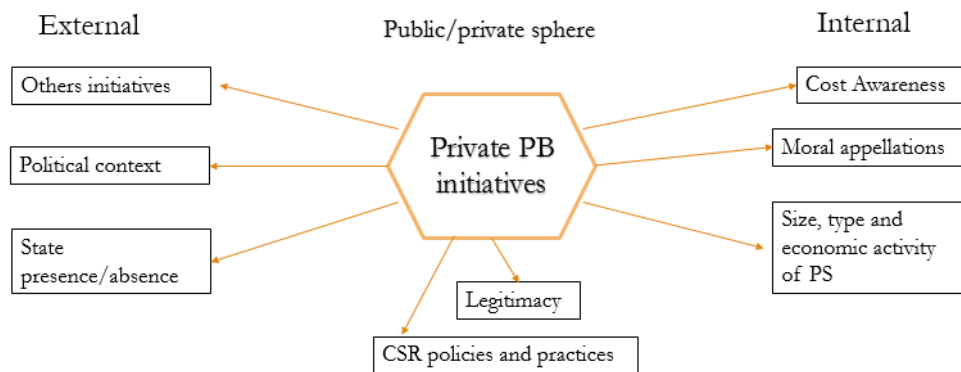 External
Public/private sphere
Internal
Others initiatives
Cost Awareness
Private PB
initiatives
Political context
Moral appellations
State
presence/absence
Size, type and
economic activity
of PS
Legitimacy
CSR policies and practices